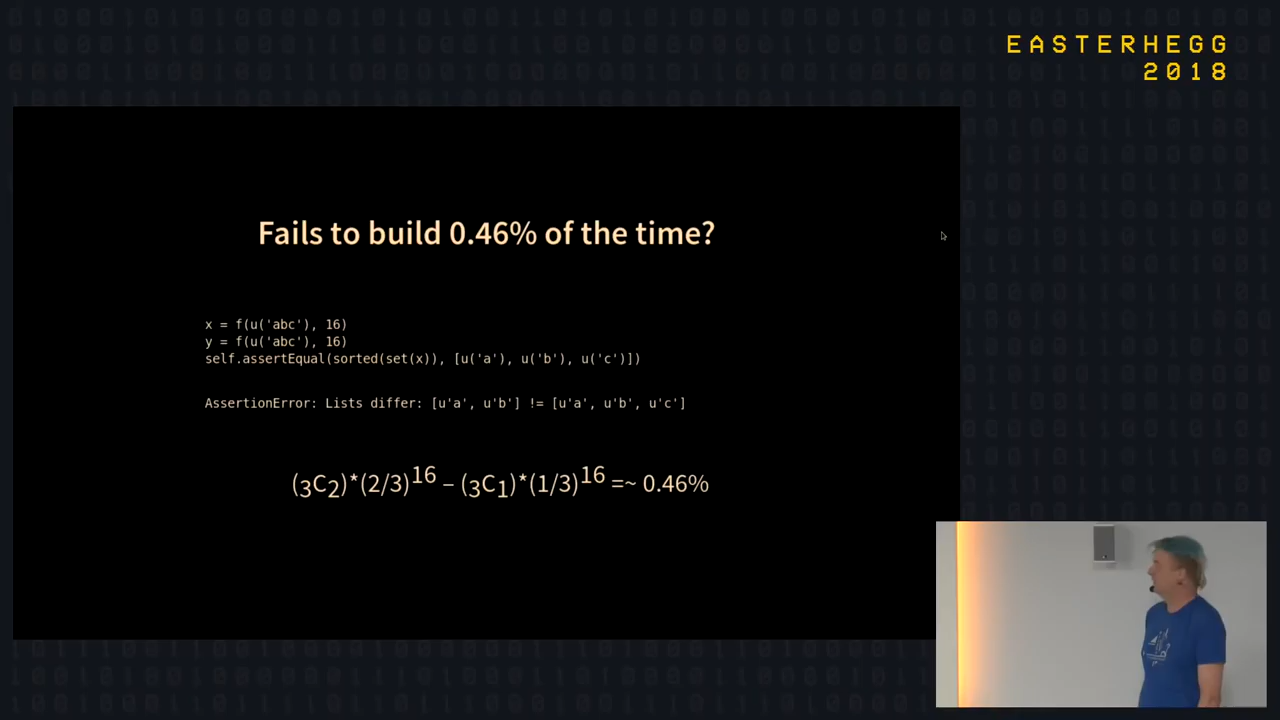 EASTERHEGG
2018
Fails to build 0.46% of the time?
x = f(u('abc'), 16)
y = f(u('abc'), 16)
self.assertEqual(sorted(set(x)), [u('a'), u('b'), u('c')])
AssertionError: Lists differ: [u'a', u'b'] != [u'a', u'b', u'c']
(3C2)*(2/3)16 – (3C1)*(1/3)16 =~ 0.46%